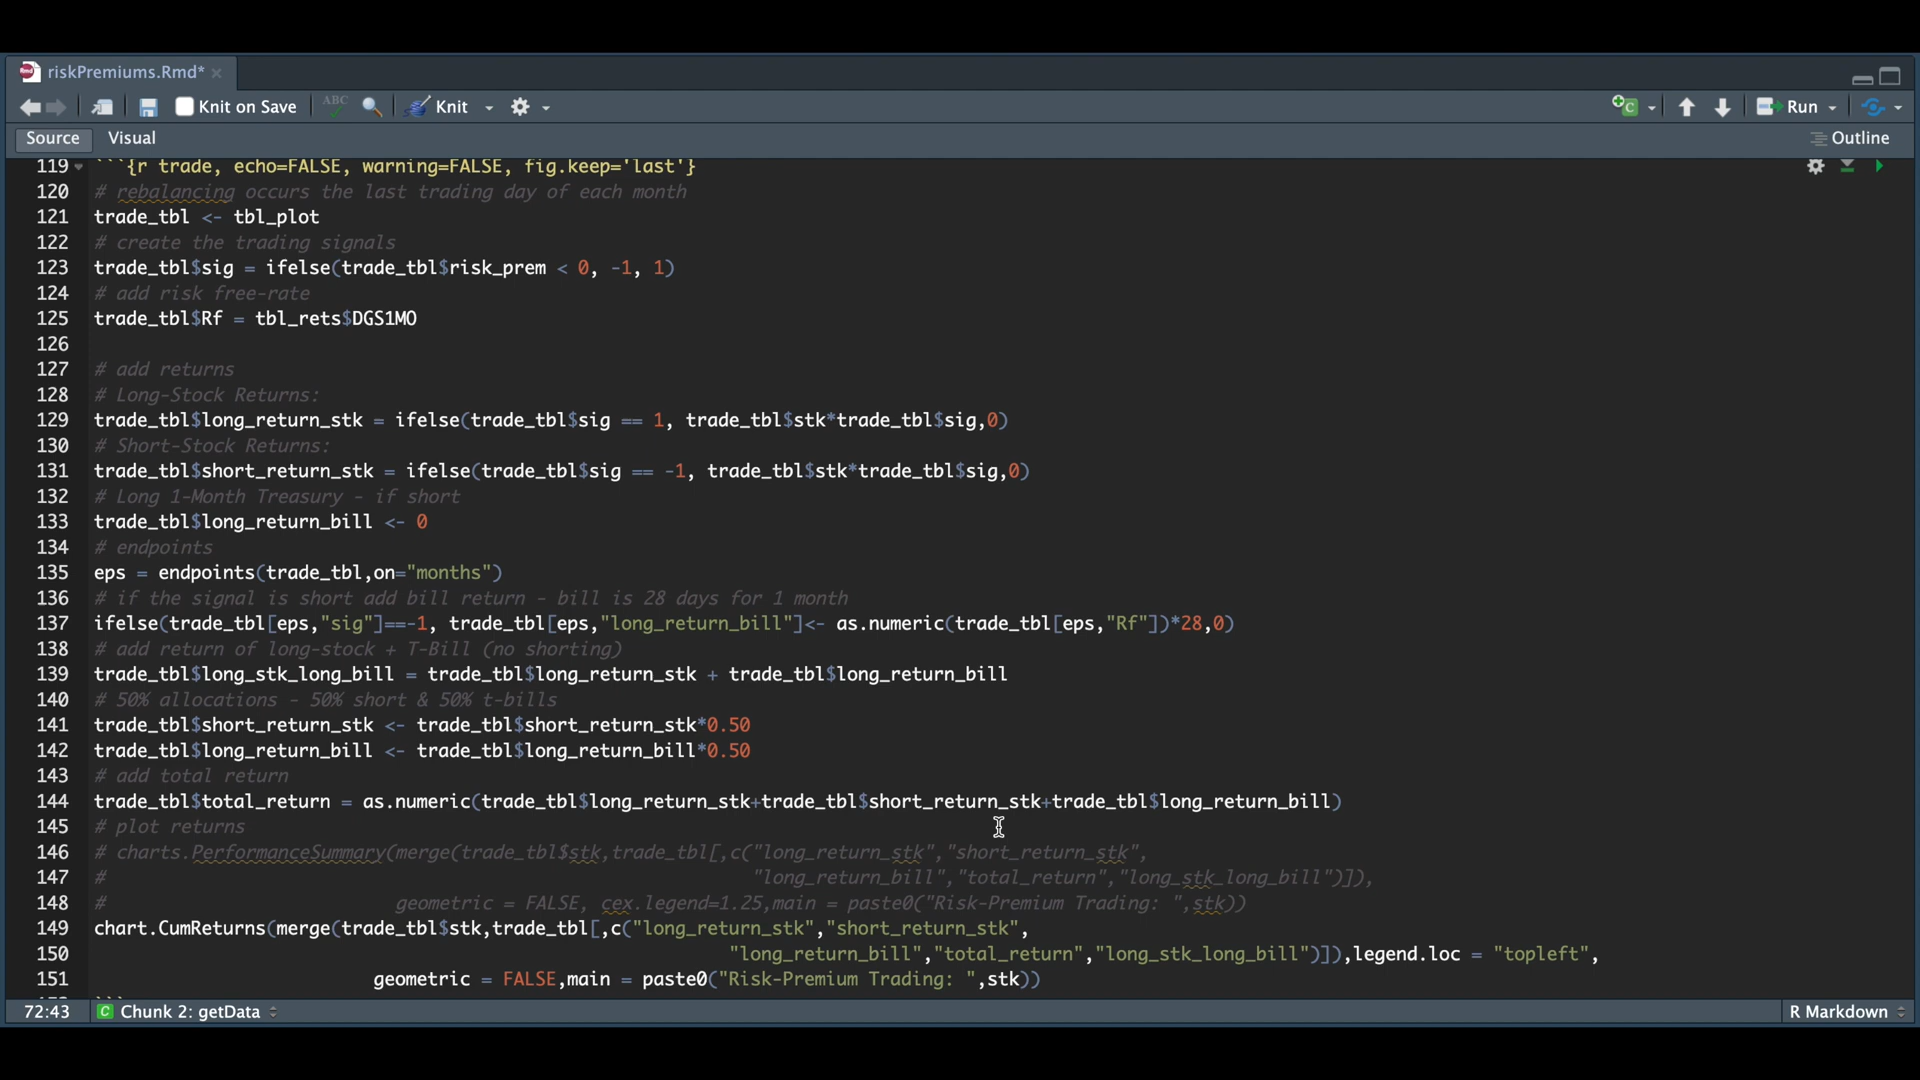 riskPremiums.Rmd*
Knit on Save ABC Knit Run
Source Visual Outline
119 ```{r trade, echo=FALSE, warning=FALSE, fig.keep='last'}
120 # rebalancing occurs the last trading day of each month
121 trade_tbl <- tbl_plot
122 # create the trading signals
123 trade_tbl$sig = ifelse(trade_tbl$risk_prem < 0, -1, 1)
124 # add risk free-rate
125 trade_tbl$Rf = tbl_rets$DGS1MO
126
127 # add returns
128 # Long-Stock Returns:
129 trade_tbl$long_return_stk = ifelse(trade_tbl$sig == 1, trade_tbl$stk*trade_tbl$sig,0)
130 # Short-Stock Returns:
131 trade_tbl$short_return_stk = ifelse(trade_tbl$sig == -1, trade_tbl$stk*trade_tbl$sig,0)
132 # Long 1-Month Treasury - if short
133 trade_tbl$long_return_bill <- 0
134 # endpoints
135 eps = endpoints(trade_tbl,on="months")
136 # if the signal is short add bill return - bill is 28 days for 1 month
137 ifelse(trade_tbl[eps,"sig"]==-1, trade_tbl[eps,"long_return_bill"]<- as.numeric(trade_tbl[eps,"Rf"])*28,0)
138 # add return of long-stock + T-Bill (no shorting)
139 trade_tbl$long_stk_long_bill = trade_tbl$long_return_stk + trade_tbl$long_return_bill
140 # 50% allocations - 50% short & 50% t-bills
141 trade_tbl$short_return_stk <- trade_tbl$short_return_stk*0.50
142 trade_tbl$long_return_bill <- trade_tbl$long_return_bill*0.50
143 # add total return
144 trade_tbl$total_return = as.numeric(trade_tbl$long_return_stk+trade_tbl$short_return_stk+trade_tbl$long_return_bill)
145 # plot returns
146 # charts.PerformanceSummary(merge(trade_tbl$stk,trade_tbl[,c("long_return_stk","short_return_stk",
147 # "long_return_bill","total_return","long_stk_long_bill")]),
148 # geometric = FALSE, cex.legend=1.25,main = paste0("Risk-Premium Trading: ",stk))
149 chart.CumReturns(merge(trade_tbl$stk,trade_tbl[,c("long_return_stk","short_return_stk",
150 "long_return_bill","total_return","long_stk_long_bill")]),legend.loc = "topleft",
151 geometric = FALSE,main = paste0("Risk-Premium Trading: ",stk))
72:43 C Chunk 2: getData R Markdown